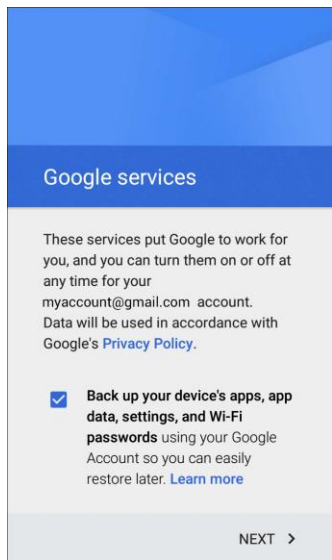 Google services
These services put Google to work for
you, and you can turn them on or off at
any time for your
myaccount@gmail.com account.
Data will be used in accordance with
Google's Privacy Policy.
Back up your device's apps, app
data, settings, and Wi-Fi
passwords using your Google
Account so you can easily
restore later. Learn more
NEXT >